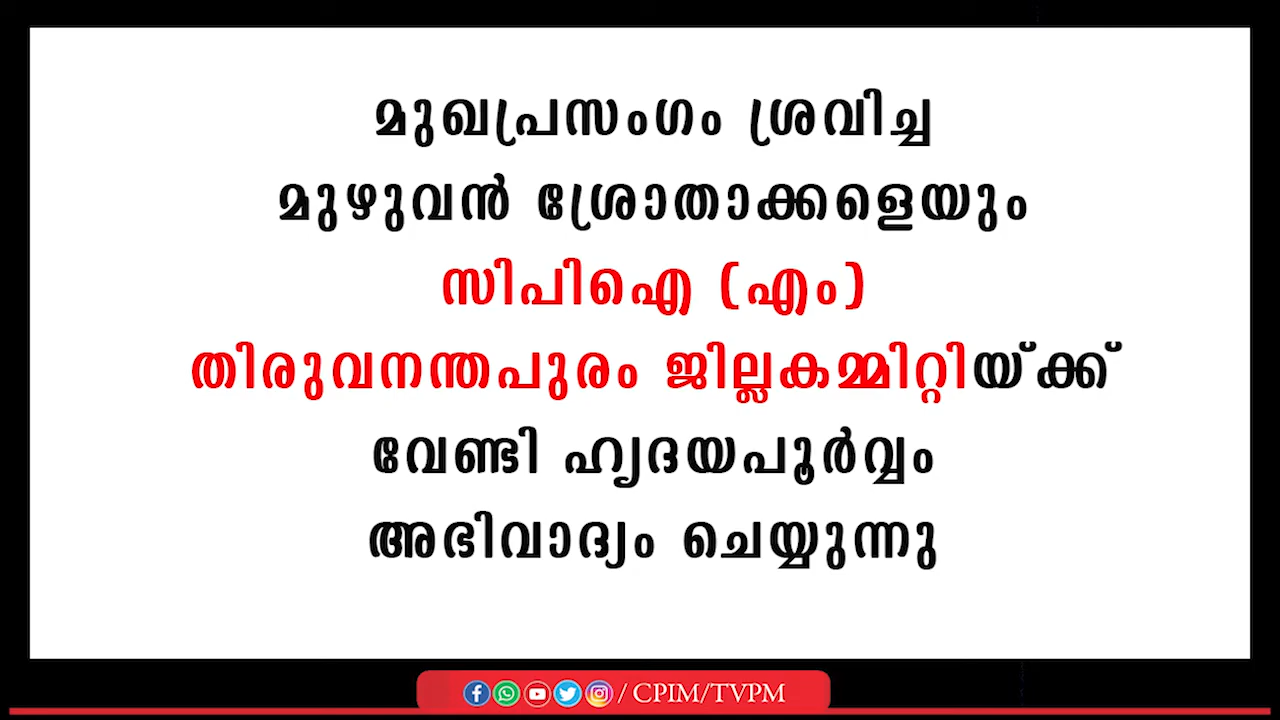 മുഖപ്രസംഗം ശ്രവിച്ച
മുഴുവൻ ശ്രോതാക്കളെയും
സിപിഐ (എം)
തിരുവനന്തപുരം ജില്ലകമ്മിറ്റിയ്ക്ക്
വേണ്ടി ഹൃദയപൂർവ്വം
അഭിവാദ്യം ചെയ്യുന്നു
/ CPIM/TVPM